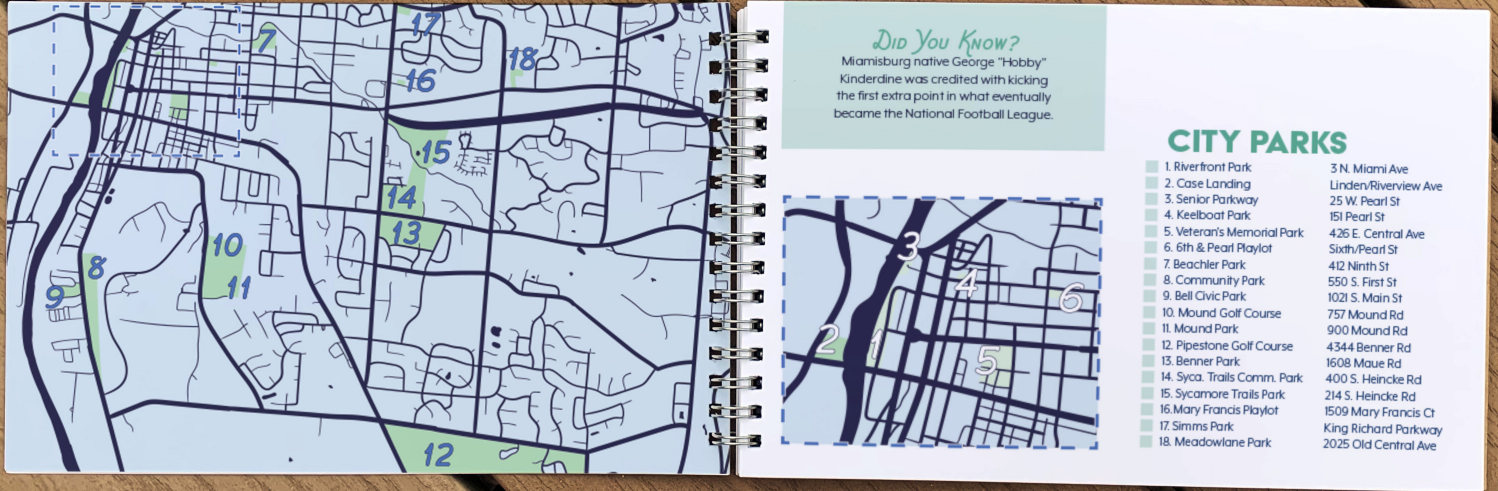 17
7
18
16
15
14
13
10
8
11
9
12
DID YOU KNOW?
Miamisburg native George "Hobby"
Kinderdine was credited with kicking
the first extra point in what eventually
became the National Football League.
3
4
6
2
1
5
CITY PARKS
1. Riverfront Park 3 N. Miami Ave
2. Case Landing Linden/Riverview Ave
3. Senior Parkway 25 W. Pearl St
4. Keelboat Park 151 Pearl St
5. Veteran's Memorial Park 426 E. Central Ave
6. 6th & Pearl Playlot Sixth/Pearl St
7. Beachler Park 412 Ninth St
8. Community Park 550 S. First St
9. Bell Civic Park 1021 S. Main St
10. Mound Golf Course 757 Mound Rd
11. Mound Park 900 Mound Rd
12. Pipestone Golf Course 4344 Benner Rd
13. Benner Park 1608 Maue Rd
14. Syca. Trails Comm. Park 400 S. Heincke Rd
15. Sycamore Trails Park 214 S. Heincke Rd
16.Mary Francis Playlot 1509 Mary Francis Ct
17. Simms Park King Richard Parkway
18. Meadowlane Park 2025 Old Central Ave